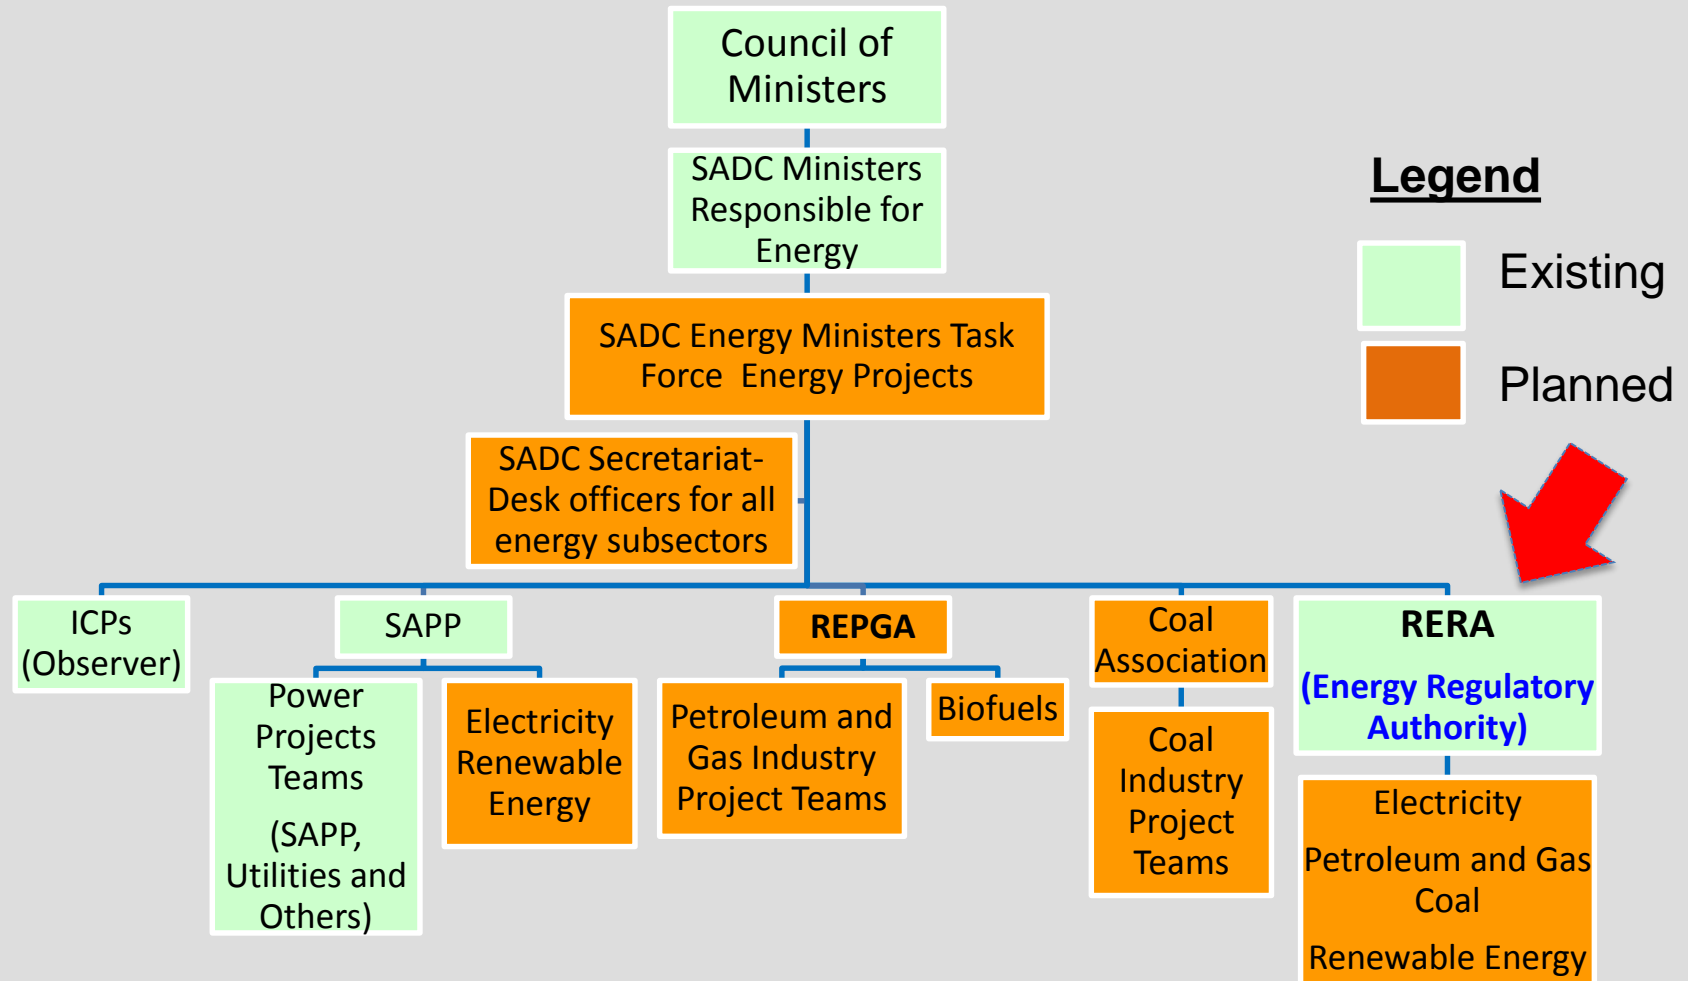 Council of
Ministers
SADC Ministers
Responsible for
Energy
Legend
Existing
Planned
SADC Energy Ministers Task
Force  Energy Projects
SADC Secretariat-
Desk officers for all
energy subsectors
ICPs
(Observer)
SAPP
Power
Projects
Teams
(SAPP,
Utilities and
Others)
Electricity
Renewable
Energy
REPGA
Petroleum and
Gas Industry
Project Teams
Biofuels
Coal
Association
Coal
Industry
Project
Teams
RERA
(Energy Regulatory
Authority)
Electricity
Petroleum and Gas
Coal
Renewable Energy